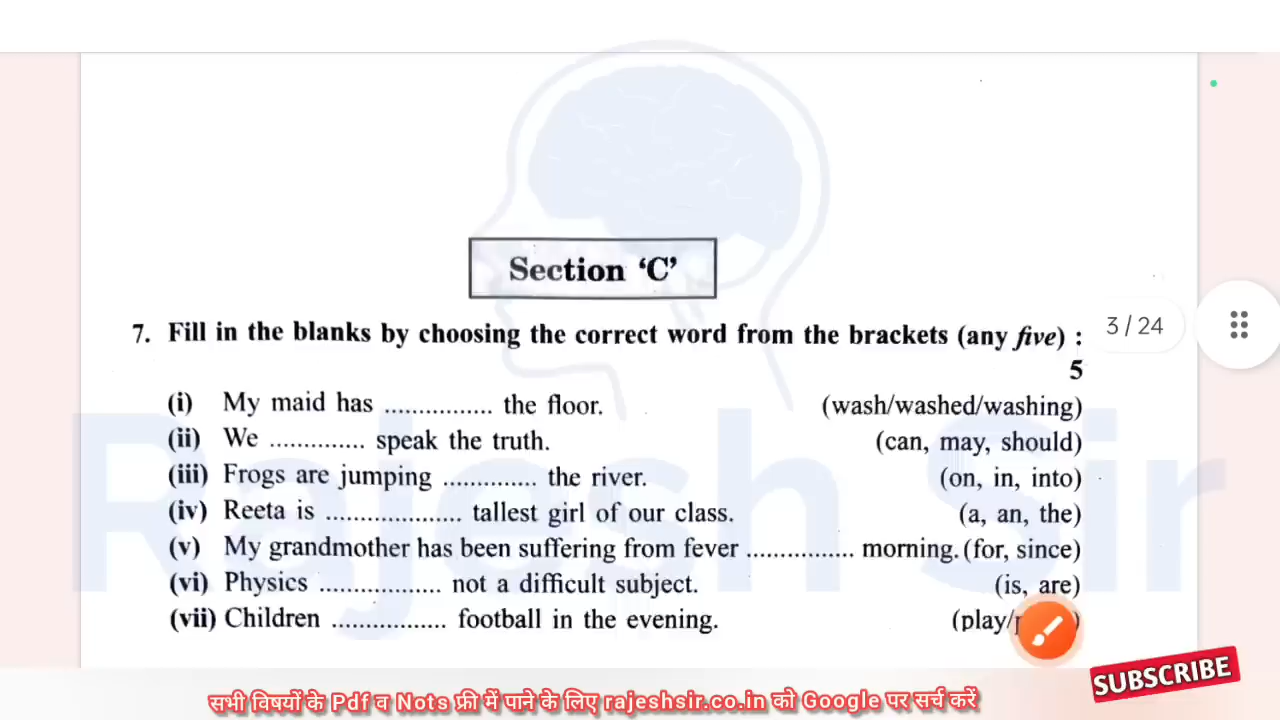 Section ‘C’
7. Fill in the blanks by choosing the correct word from the brackets (any five) :
3 / 24
5
(i) My maid has ................ the floor. (wash/washed/washing)
(ii) We .............. speak the truth. (can, may, should)
(iii) Frogs are jumping .............. the river. (on, in, into)
(iv) Reeta is .................... tallest girl of our class. (a, an, the)
(v) My grandmother has been suffering from fever ................ morning. (for, since)
(vi) Physics .................. not a difficult subject. (is, are)
(vii) Children ................. football in the evening. (play/
Rajesh Sir
सभी विषयों के Pdf व Nots फ्री में पाने के लिए rajeshsir.co.in को Google पर सर्च करें
SUBSCRIBE